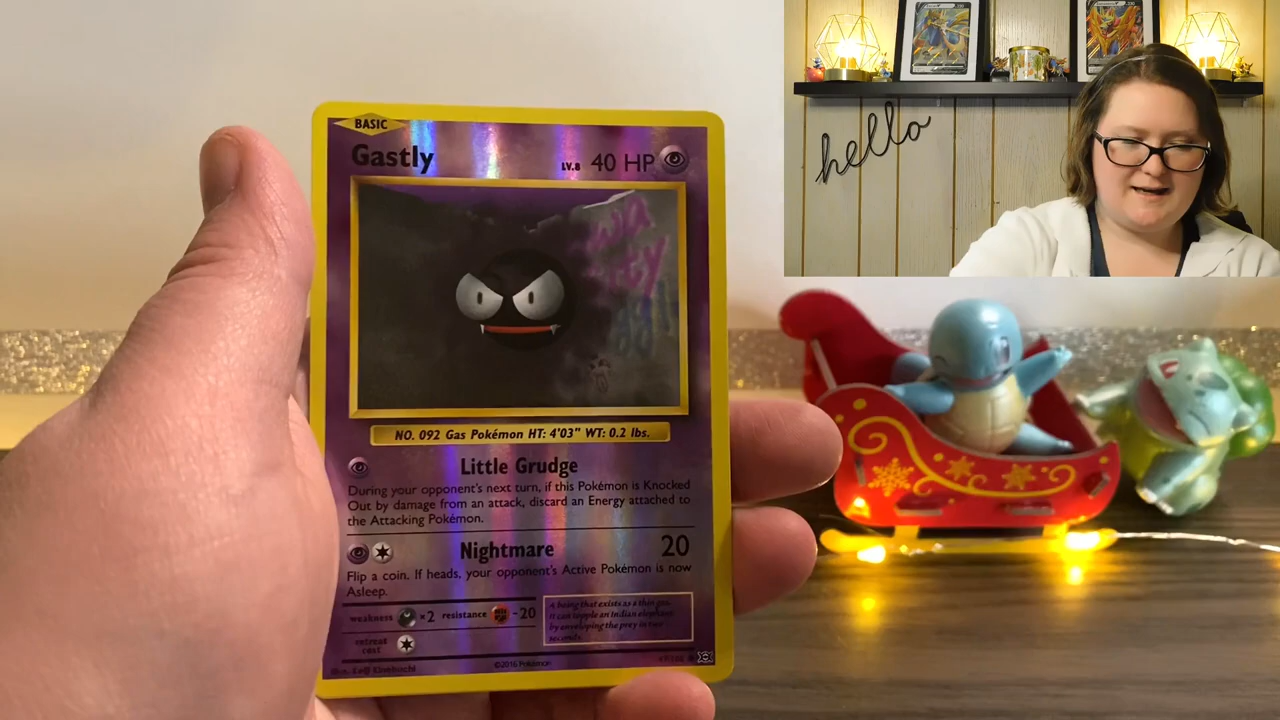 BASIC
Gastly LV.8 40 HP
hello
NO. 092 Gas Pokémon HT: 4'03" WT: 0.2 lbs.
Little Grudge
During your opponent's next turn, if this Pokémon is Knocked
Out by damage from an attack, discard an Energy attached to
the Attacking Pokémon.
Nightmare 20
Flip a coin. If heads, your opponent's Active Pokémon is now
Asleep.
weakness ×2 resistance -20
retreat
cost
A being that exists as a thin gas.
It can topple an Indian elephant
by enveloping the prey in two
seconds.
Illus. Keiji Kinebuchi ©2016 Pokémon